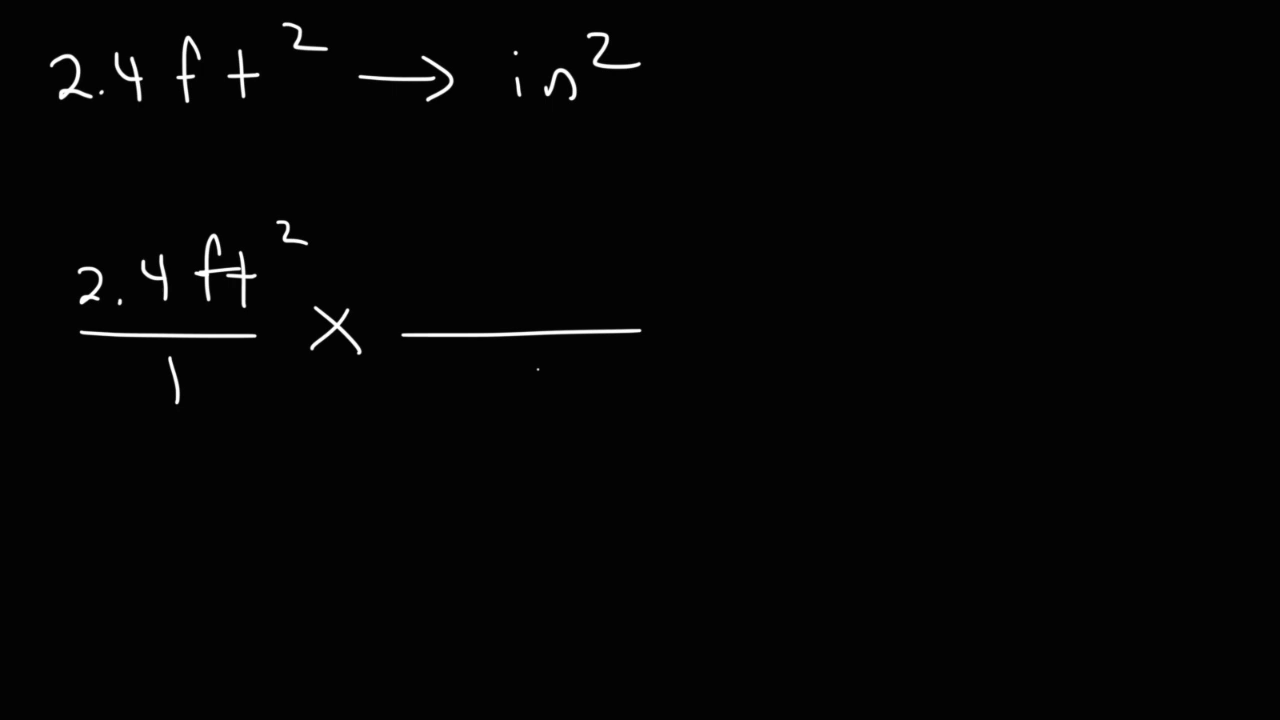 2.4 ft² → in²
2.4 ft² ×
1